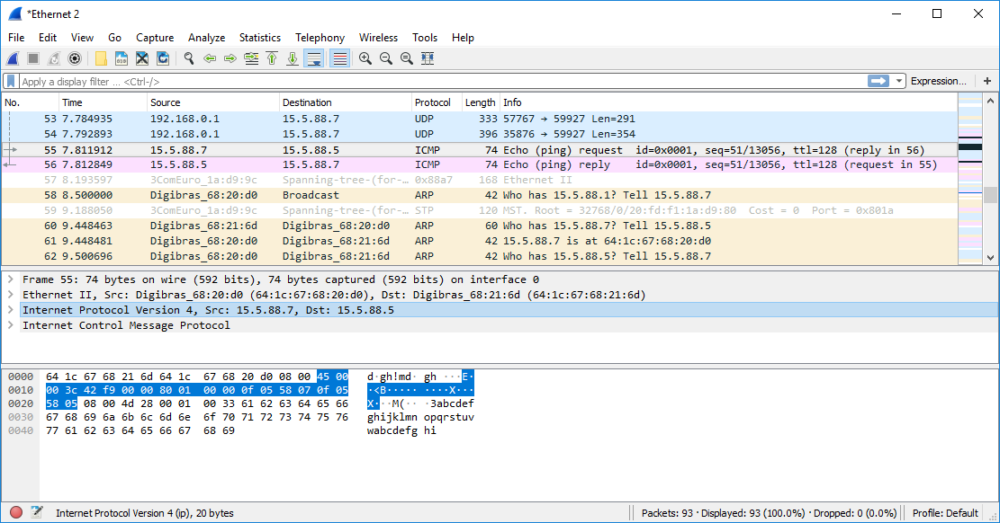 *Ethernet 2
File Edit View Go Capture Analyze Statistics Telephony Wireless Tools Help
Apply a display filter ... <Ctrl-/> Expression... +
No. Time Source Destination Protocol Length Info
53 7.784935 192.168.0.1 15.5.88.7 UDP 333 57767 → 59927 Len=291
54 7.792893 192.168.0.1 15.5.88.7 UDP 396 35876 → 59927 Len=354
55 7.811912 15.5.88.7 15.5.88.5 ICMP 74 Echo (ping) request id=0x0001, seq=51/13056, ttl=128 (reply in 56)
56 7.812849 15.5.88.5 15.5.88.7 ICMP 74 Echo (ping) reply id=0x0001, seq=51/13056, ttl=128 (request in 55)
57 8.193597 3ComEuro_1a:d9:9c Spanning-tree-(for-… 0x88a7 168 Ethernet II
58 8.500000 Digibras_68:20:d0 Broadcast ARP 42 Who has 15.5.88.1? Tell 15.5.88.7
59 9.188050 3ComEuro_1a:d9:9c Spanning-tree-(for-… STP 120 MST. Root = 32768/0/20:fd:f1:1a:d9:80 Cost = 0 Port = 0x801a
60 9.448463 Digibras_68:21:6d Digibras_68:20:d0 ARP 60 Who has 15.5.88.7? Tell 15.5.88.5
61 9.448481 Digibras_68:20:d0 Digibras_68:21:6d ARP 42 15.5.88.7 is at 64:1c:67:68:20:d0
62 9.500696 Digibras_68:20:d0 Digibras_68:21:6d ARP 42 Who has 15.5.88.5? Tell 15.5.88.7
Frame 55: 74 bytes on wire (592 bits), 74 bytes captured (592 bits) on interface 0
Ethernet II, Src: Digibras_68:20:d0 (64:1c:67:68:20:d0), Dst: Digibras_68:21:6d (64:1c:67:68:21:6d)
Internet Protocol Version 4, Src: 15.5.88.7, Dst: 15.5.88.5
Internet Control Message Protocol
0000 64 1c 67 68 21 6d 64 1c 67 68 20 d0 08 00 45 00 d·gh!md· gh ···E·
0010 00 3c 42 f9 00 00 80 01 00 00 0f 05 58 07 0f 05 ·<B····· ····X···
0020 58 05 08 00 4d 28 00 01 00 33 61 62 63 64 65 66 X···M(·· ·3abcdef
0030 67 68 69 6a 6b 6c 6d 6e 6f 70 71 72 73 74 75 76 ghijklmn opqrstuv
0040 77 61 62 63 64 65 66 67 68 69 wabcdefg hi
Internet Protocol Version 4 (ip), 20 bytes Packets: 93 · Displayed: 93 (100.0%) · Dropped: 0 (0.0%) Profile: Default